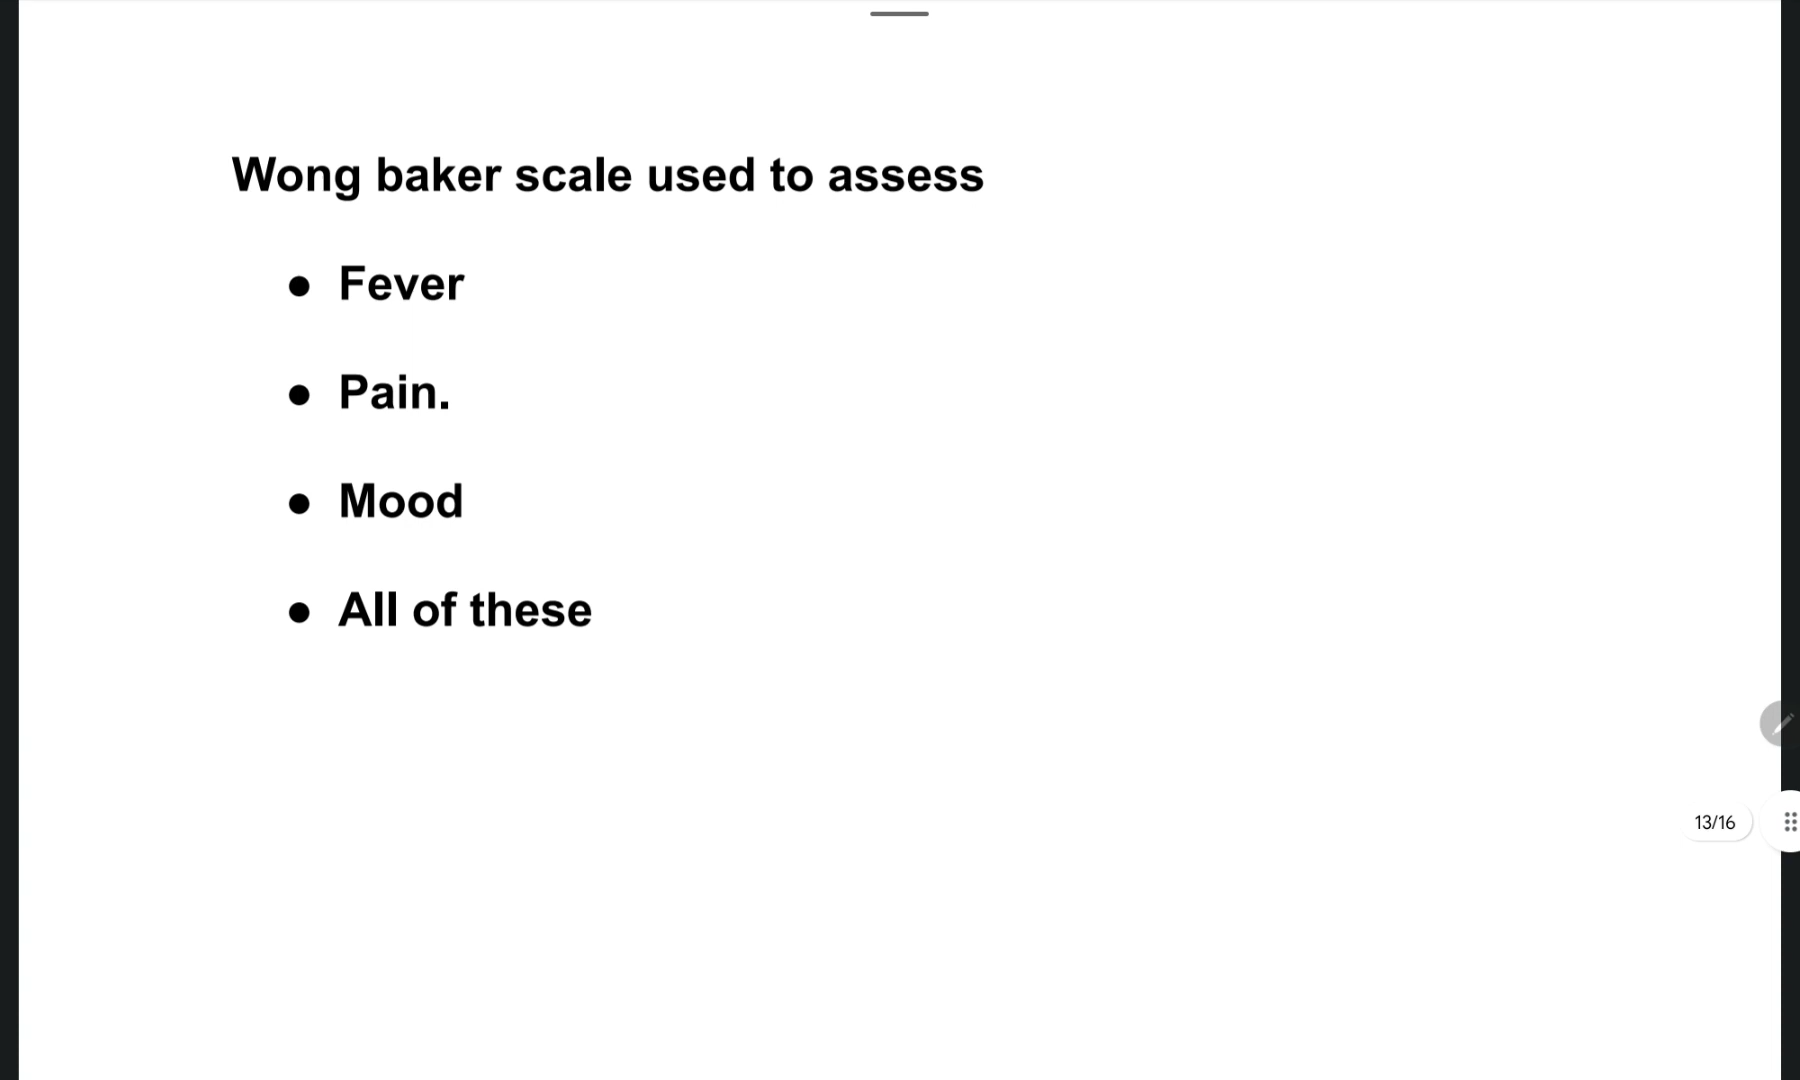 Wong baker scale used to assess
● Fever
● Pain.
● Mood
● All of these
13/16